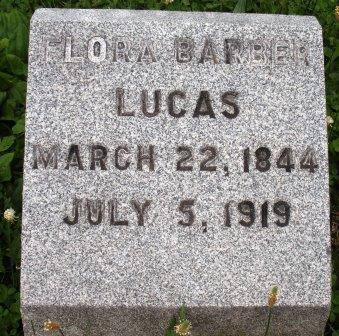 FLORA BARBER
LUCAS
MARCH 22, 1844
JULY 5, 1919